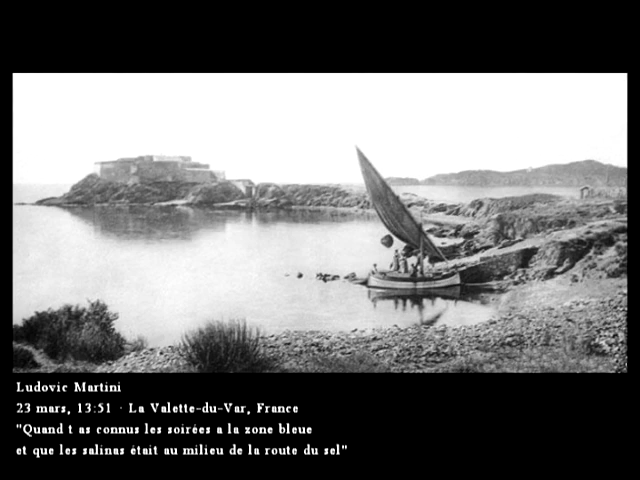 Ludovic Martini
23 mars, 13:51 · La Valette-du-Var, France
"Quand t as connus les soirées a la zone bleue
et que les salinas était au milieu de la route du sel"